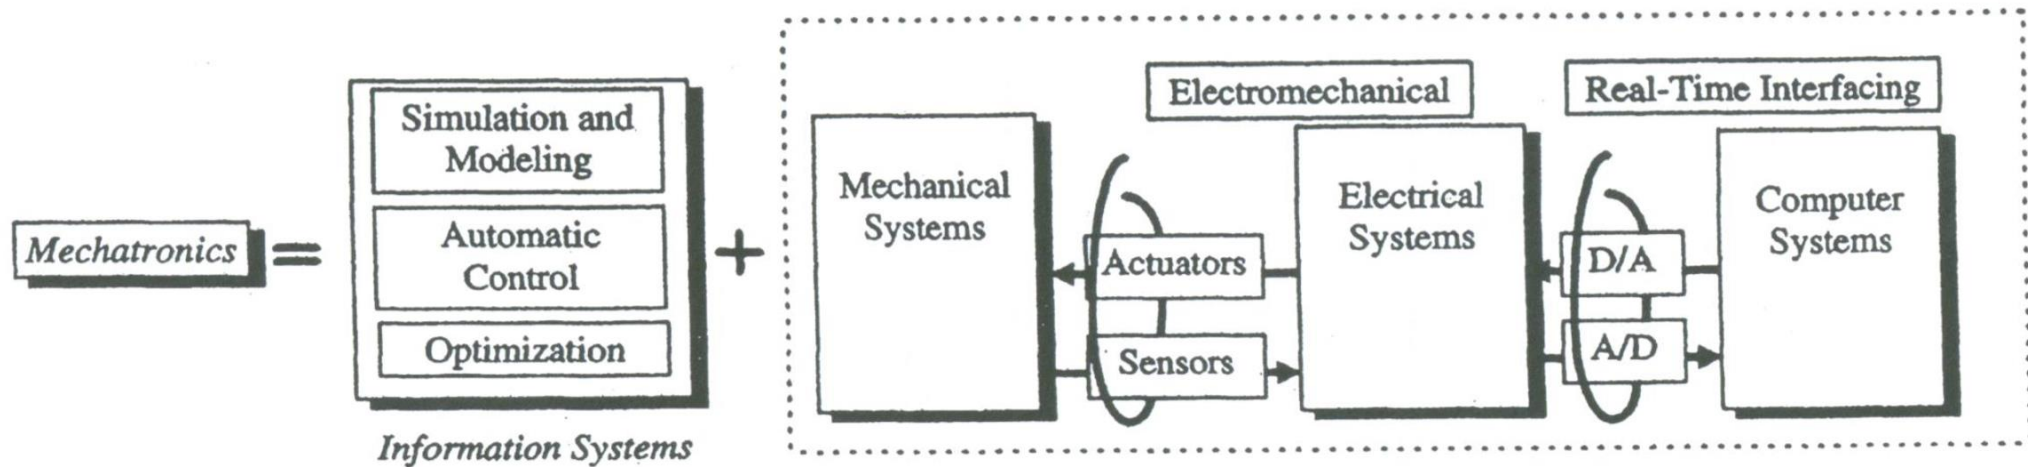 Mechatronics
=
Simulation and
Modeling
Automatic
Control
Optimization
Information Systems
+
Electromechanical
Real-Time Interfacing
Mechanical
Systems
Actuators
Sensors
Electrical
Systems
D/A
A/D
Computer
Systems